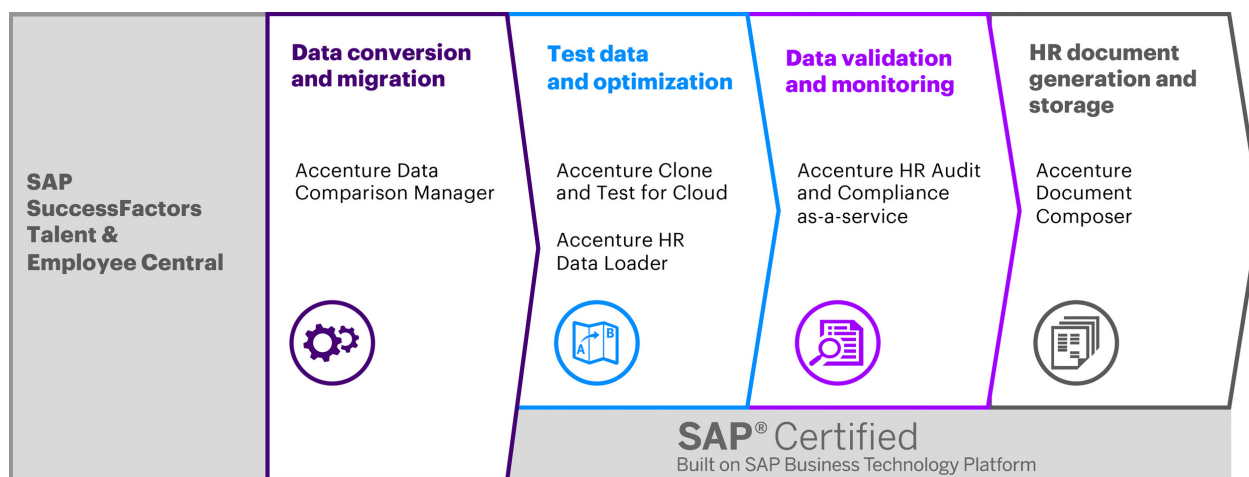 SAP
SuccessFactors
Talent &
Employee Central
Data conversion
and migration
Accenture Data
Comparison Manager
Test data
and optimization
Accenture Clone
and Test for Cloud
Accenture HR
Data Loader
A
B
Data validation
and monitoring
Accenture HR Audit
and Compliance
as-a-service
HR document
generation and
storage
Accenture
Document
Composer
SAP® Certified
Built on SAP Business Technology Platform